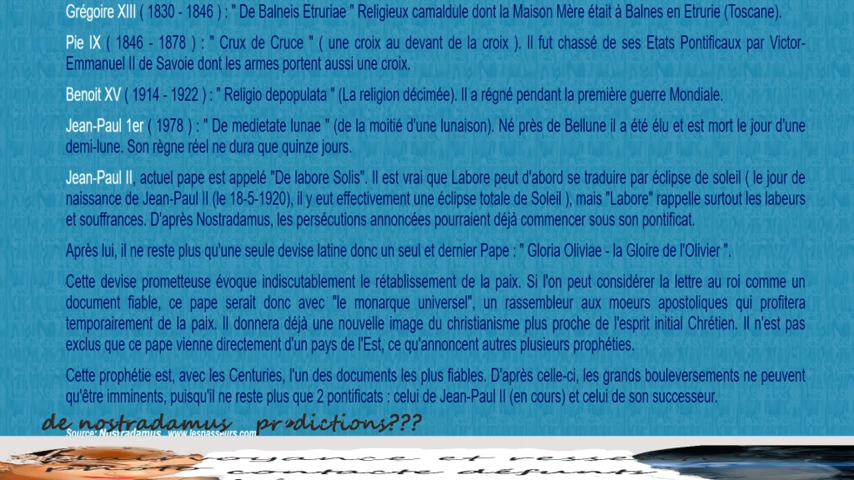 Grégoire XIII ( 1830 - 1846 ) : " De Balneis Etruriae " Religieux camaldule dont la Maison Mère était à Balnes en Etrurie (Toscane).
Pie IX ( 1846 - 1878 ) : " Crux de Cruce " ( une croix au devant de la croix ). Il fut chassé de ses Etats Pontificaux par Victor-
Emmanuel II de Savoie dont les armes portent aussi une croix.
Benoit XV ( 1914 - 1922 ) : " Religio depopulata " (La religion décimée). Il a régné pendant la première guerre Mondiale.
Jean-Paul 1er ( 1978 ) : " De medietate lunae " (de la moitié d'une lunaison). Né près de Bellune il a été élu et est mort le jour d'une
demi-lune. Son règne réel ne dura que quinze jours.
Jean-Paul II, actuel pape est appelé "De labore Solis". Il est vrai que Labore peut d'abord se traduire par éclipse de soleil ( le jour de
naissance de Jean-Paul II (le 18-5-1920), il y eut effectivement une éclipse totale de Soleil ), mais "Labore" rappelle surtout les labeurs
et souffrances. D'après Nostradamus, les persécutions annoncées pourraient déjà commencer sous son pontificat.
Après lui, il ne reste plus qu'une seule devise latine donc un seul et dernier Pape : " Gloria Oliviae - la Gloire de l'Olivier ".
Cette devise prometteuse évoque indiscutablement le rétablissement de la paix. Si l'on peut considérer la lettre au roi comme un
document fiable, ce pape serait donc avec "le monarque universel", un rassembleur aux moeurs apostoliques qui profitera
temporairement de la paix. Il donnera déjà une nouvelle image du christianisme plus proche de l'esprit initial Chrétien. Il n'est pas
exclus que ce pape vienne directement d'un pays de l'Est, ce qu'annoncent autres plusieurs prophéties.
Cette prophétie est, avec les Centuries, l'un des documents les plus fiables. D'après celle-ci, les grands bouleversements ne peuvent
qu'être imminents, puisqu'il ne reste plus que 2 pontificats : celui de Jean-Paul II (en cours) et celui de son successeur.
de nostradamus prédictions???
Source: Nostradamus www.lespasseurs.com
voyance et resse
photo contacte défunts